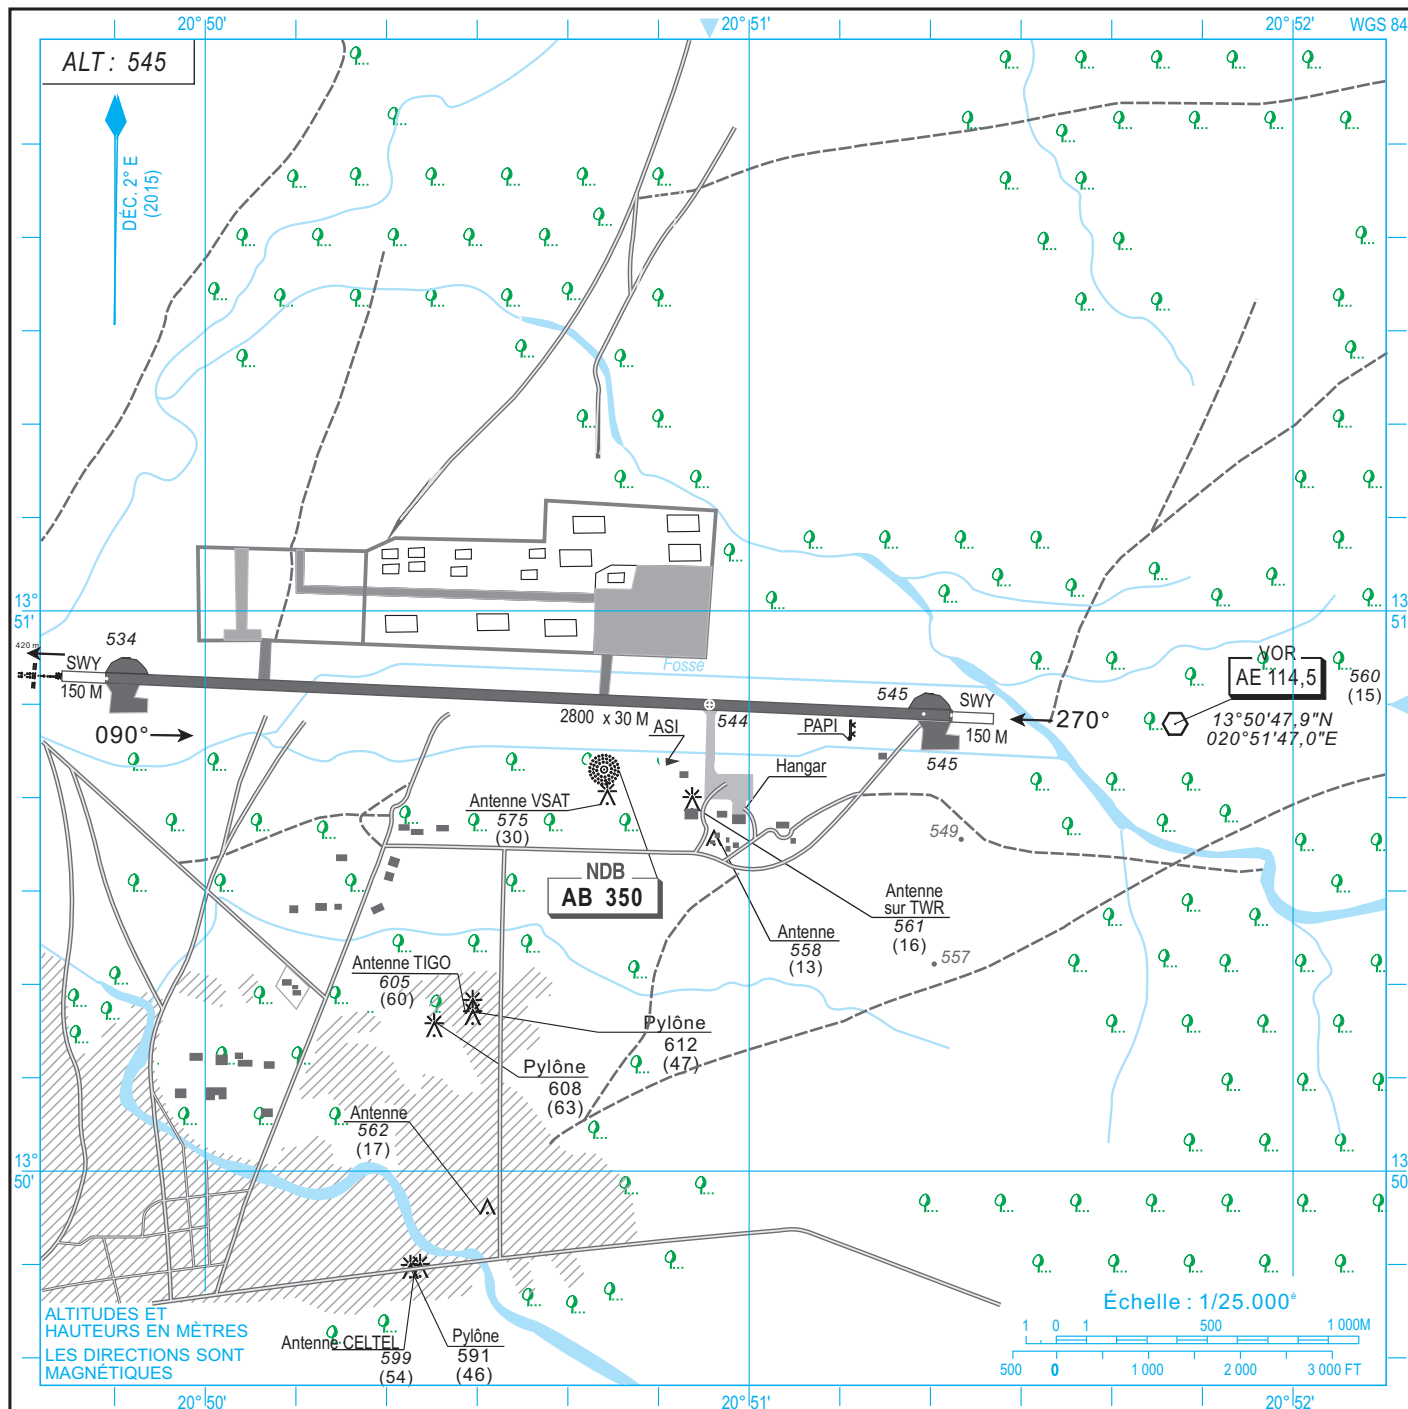 20°50'
20°51'
20°52'
WGS 84
ALT : 545
DÉC. 2° E
(2015)
13°
51'
13°
51'
420 m
534
SWY
150 M
090°
Fossé
2800 x 30 M
544
ASI
PAPI
545
SWY
150 M
270°
545
VOR
AE 114,5
560
(15)
13°50'47,9"N
020°51'47,0"E
Hangar
Antenne VSAT
575
(30)
549
NDB
AB 350
Antenne
sur TWR
561
(16)
Antenne
558
(13)
557
Antenne TIGO
605
(60)
Pylône
612
(47)
Pylône
608
(63)
Antenne
562
(17)
13°
50'
13°
50'
ALTITUDES ET
HAUTEURS EN MÈTRES
LES DIRECTIONS SONT
MAGNÉTIQUES
Antenne CELTEL
599
(54)
Pylône
591
(46)
Échelle : 1/25.000è
1 0 1 500 1 000M
500 0 1 000 2 000 3 000 FT
20°50'
20°51'
20°52'